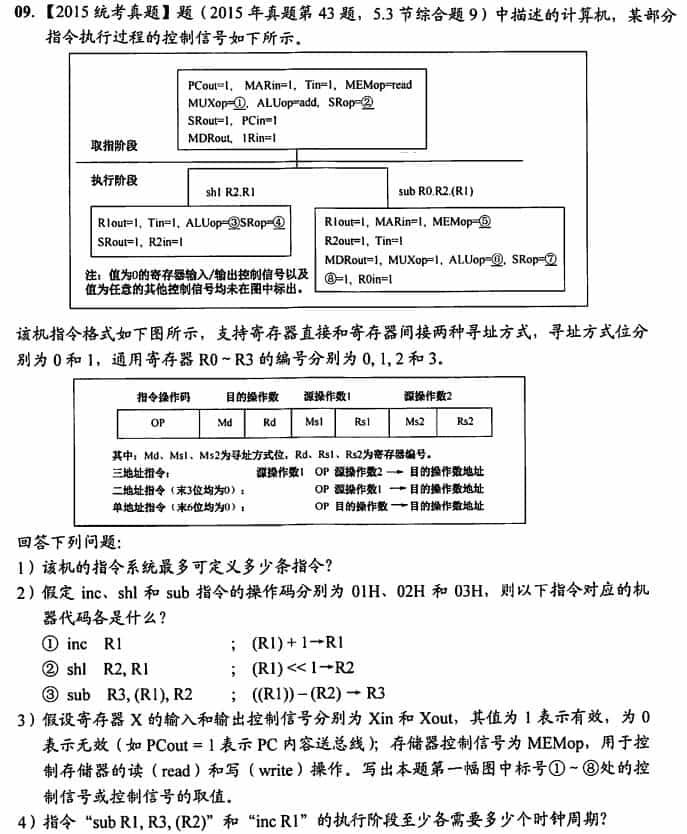 09.【2015 统考真题】题（2015 年真题第 43 题，5.3 节综合题 9）中描述的计算机，某部分
指令执行过程的控制信号如下所示。
PCout=1， MARin=1，Tin=1，MEMop=read
MUXop=①，ALUop=add，SRop=②
SRout=1，PCin=1
MDRout，1Rin=1
取指阶段
执行阶段
shl R2.R1
sub R0.R2.(R1)
R1out=1，Tin=1，ALUop=③SRop=④
SRout=1，R2in=1
R1out=1，MARin=1，MEMop=⑤
R2out=1，Tin=1
MDRout=1，MUXop=1，ALUop=⑥，SRop=⑦
⑧=1，R0in=1
注：值为0的寄存器输入/输出控制信号以及
值为任意的其他控制信号均未在图中标出。
该机指令格式如下图所示，支持寄存器直接和寄存器间接两种寻址方式，寻址方式位分
别为 0 和 1，通用寄存器 R0 ~ R3 的编号分别为 0, 1, 2 和 3。
指令操作码 目的操作数 源操作数1 源操作数2
OP Md Rd Ms1 Rs1 Ms2 Rs2
其中：Md、Ms1、Ms2为寻址方式位，Rd、Rs1、Rs2为寄存器编号。
三地址指令： 源操作数1 OP 源操作数2 → 目的操作数地址
二地址指令（末3位均为0）： OP 源操作数1 → 目的操作数地址
单地址指令（末6位均为0）： OP 目的操作数 → 目的操作数地址
回答下列问题：
1）该机的指令系统最多可定义多少条指令？
2）假定 inc、shl 和 sub 指令的操作码分别为 01H、02H 和 03H，则以下指令对应的机
器代码各是什么？
① inc R1 ； (R1) + 1→R1
② shl R2, R1 ； (R1) << 1→R2
③ sub R3, (R1), R2 ； ((R1)) − (R2) → R3
3）假设寄存器 X 的输入和输出控制信号分别为 Xin 和 Xout，其值为 1 表示有效，为 0
表示无效（如 PCout = 1 表示 PC 内容送总线）；存储器控制信号为 MEMop，用于控
制存储器的读（read）和写（write）操作。写出本题第一幅图中标号①～⑧处的控
制信号或控制信号的取值。
4）指令“sub R1, R3, (R2)”和“inc R1”的执行阶段至少各需要多少个时钟周期？